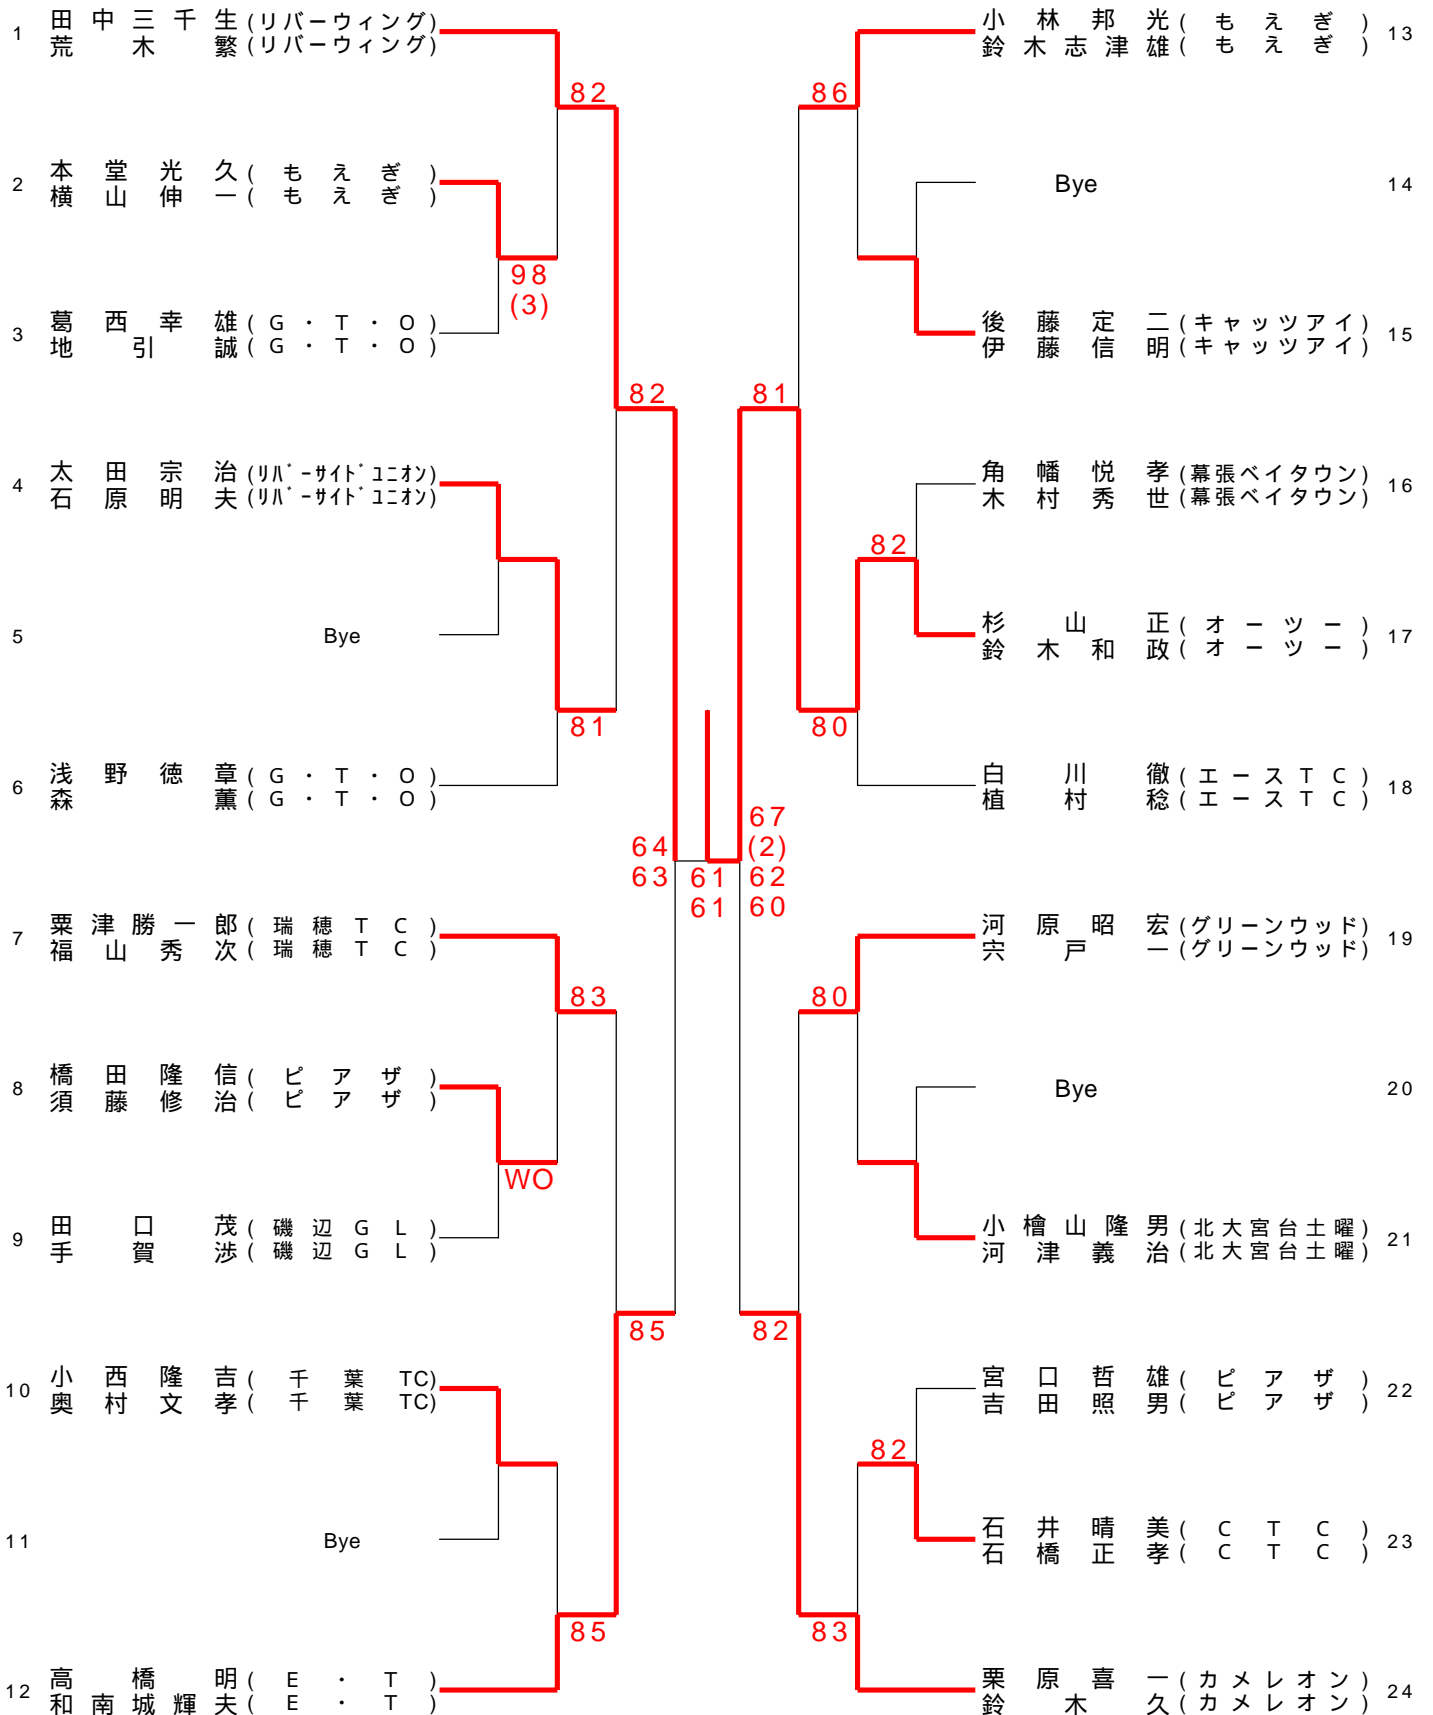 1 田中三千生(リバーウィング)
荒木繁(リバーウィング)
82
2 本堂光久(もえぎ)
横山伸一(もえぎ)
98
(3)
3 葛西幸雄(G・T・O)
地引誠(G・T・O)
82
4 太田宗治(ﾘﾊﾞｰｻｲﾄﾞﾕﾆｵﾝ)
石原明夫(ﾘﾊﾞｰｻｲﾄﾞﾕﾆｵﾝ)
5 Bye
81
6 浅野徳章(G・T・O)
森薫(G・T・O)
64
63
7 粟津勝一郎(瑞穂TC)
福山秀次(瑞穂TC)
83
8 橋田隆信(ピアザ)
須藤修治(ピアザ)
WO
9 田口茂(磯辺GL)
手賀渉(磯辺GL)
85
10 小西隆吉(千葉TC)
奥村文孝(千葉TC)
11 Bye
85
12 高橋明(E・T)
和南城輝夫(E・T)
61
61
小林邦光(もえぎ) 13
鈴木志津雄(もえぎ)
86
Bye 14
後藤定二(キャッツアイ) 15
伊藤信明(キャッツアイ)
81
角幡悦孝(幕張ベイタウン) 16
木村秀世(幕張ベイタウン)
82
杉山正(オーツー) 17
鈴木和政(オーツー)
80
白川徹(エースTC) 18
植村稔(エースTC)
67
(2)
62
60
河原昭宏(グリーンウッド) 19
宍戸一(グリーンウッド)
80
Bye 20
小檜山隆男(北大宮台土曜) 21
河津義治(北大宮台土曜)
82
宮口哲雄(ピアザ) 22
吉田照男(ピアザ)
82
石井晴美(CTC) 23
石橋正孝(CTC)
83
栗原喜一(カメレオン) 24
鈴木久(カメレオン)